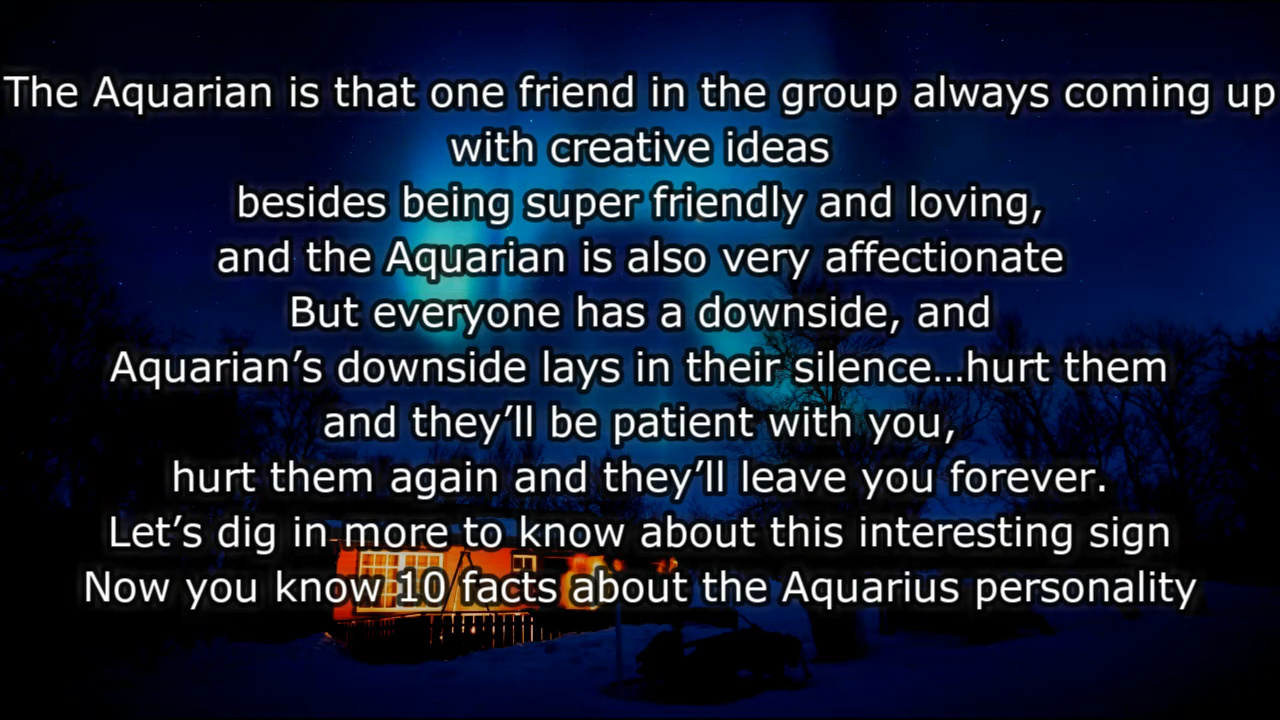 The Aquarian is that one friend in the group always coming up
with creative ideas
besides being super friendly and loving,
and the Aquarian is also very affectionate
But everyone has a downside, and
Aquarian’s downside lays in their silence...hurt them
and they’ll be patient with you,
hurt them again and they’ll leave you forever.
Let’s dig in more to know about this interesting sign
Now you know 10 facts about the Aquarius personality